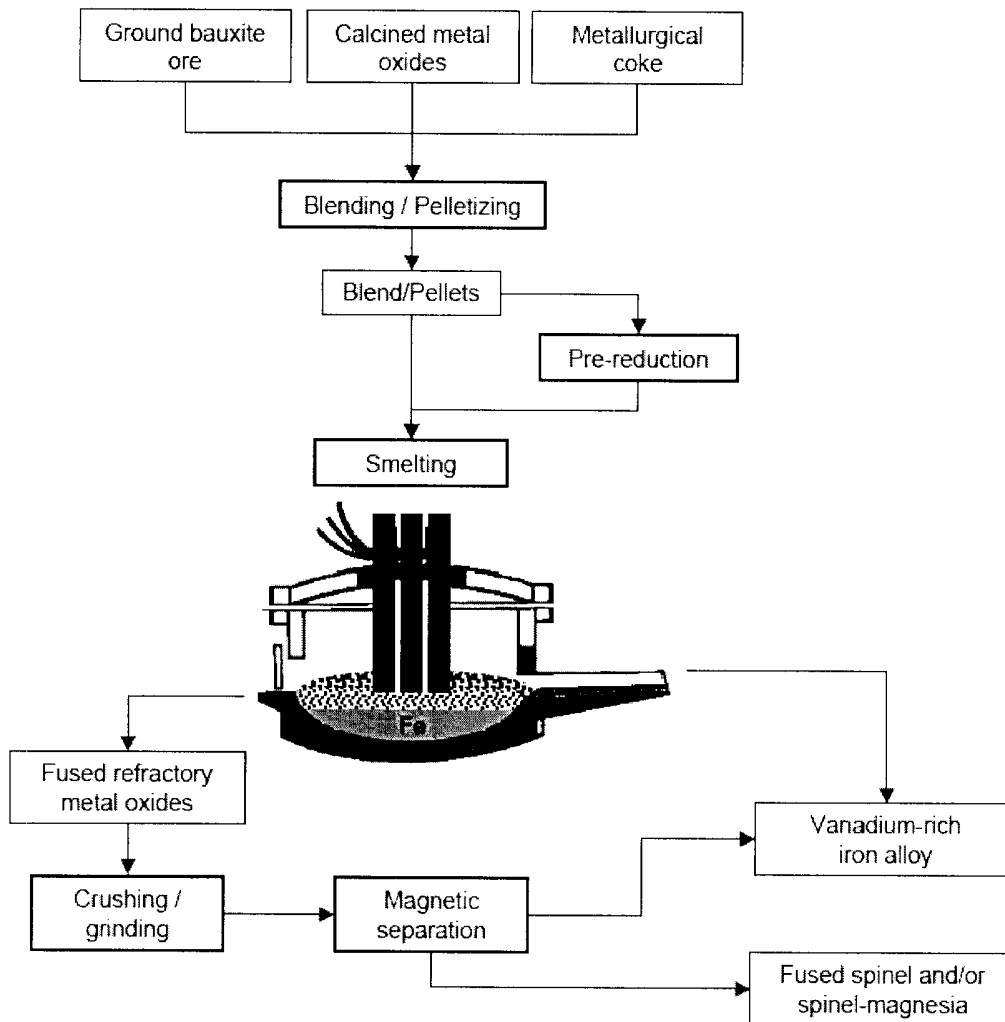 Ground bauxite
ore
Calcined metal
oxides
Metallurgical
coke
Blending / Pelletizing
Blend/Pellets
Pre-reduction
Smelting
Fe
Fused refractory
metal oxides
Vanadium-rich
iron alloy
Crushing /
grinding
Magnetic
separation
Fused spinel and/or
spinel-magnesia